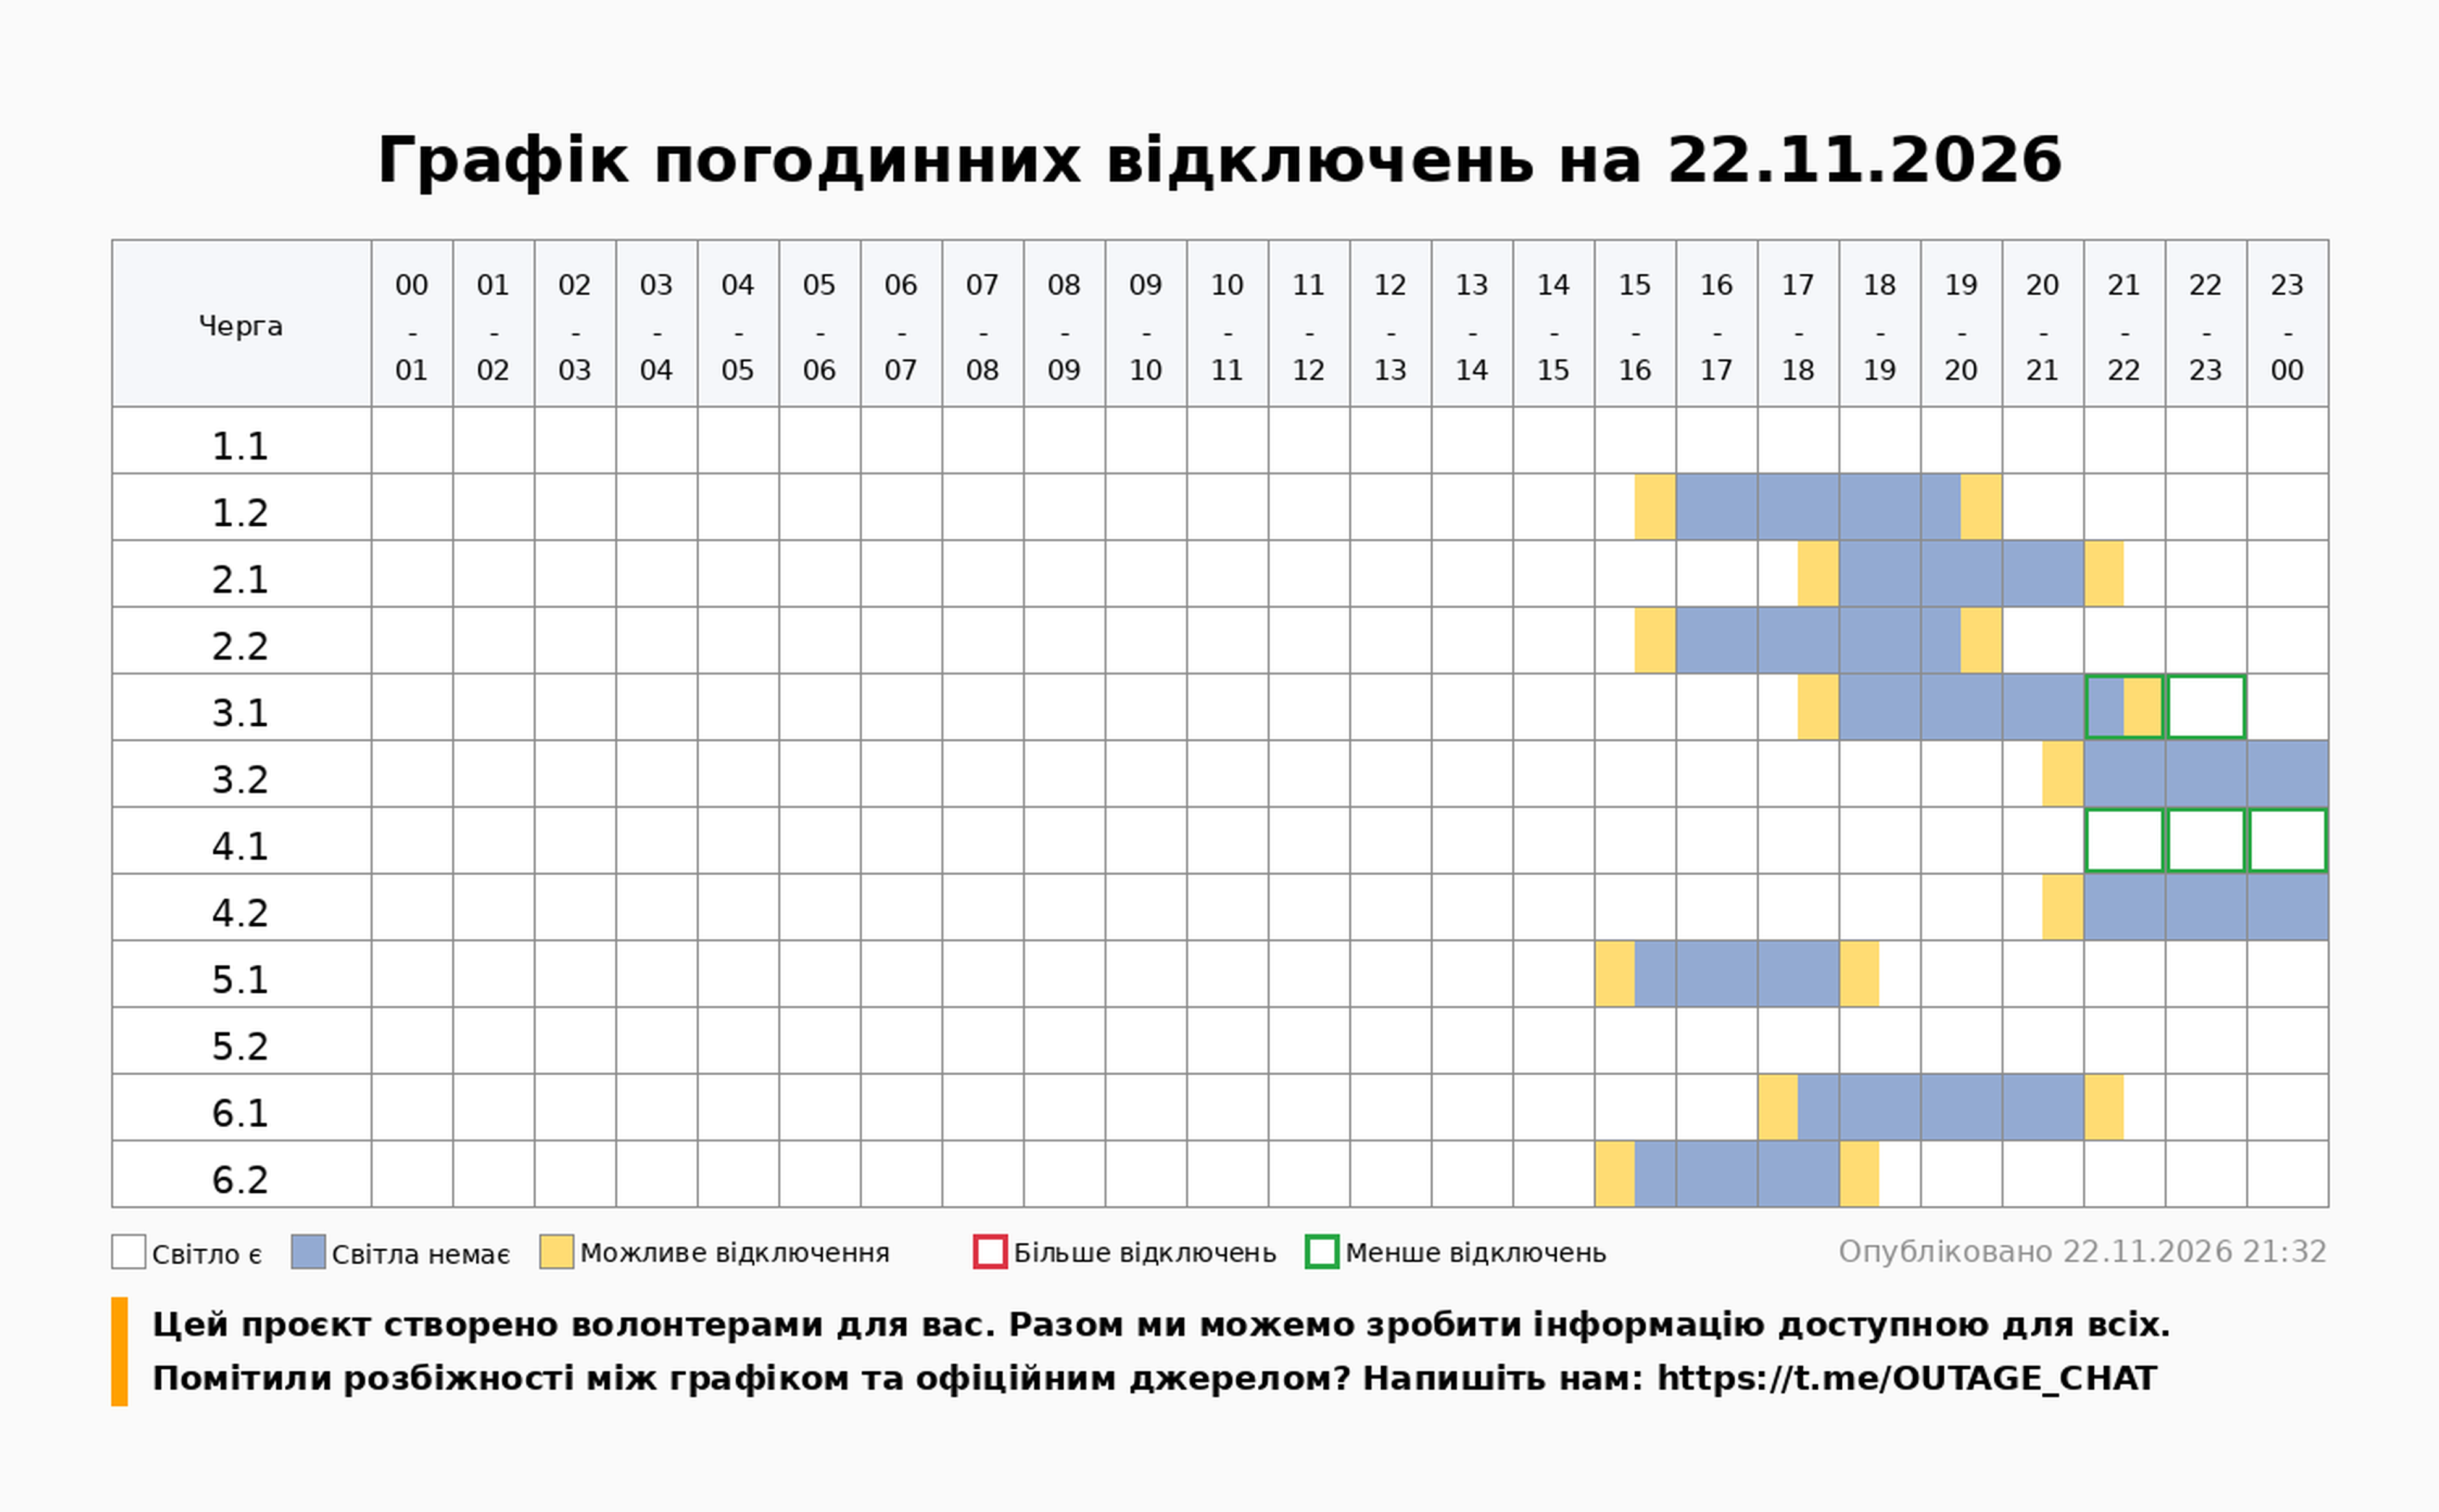 Графік погодинних відключень на 22.11.2026
Черга 00 - 01 01 - 02 02 - 03 03 - 04 04 - 05 05 - 06 06 - 07 07 - 08 08 - 09 09 - 10 10 - 11 11 - 12 12 - 13 13 - 14 14 - 15 15 - 16 16 - 17 17 - 18 18 - 19 19 - 20 20 - 21 21 - 22 22 - 23 23 - 00
1.1
1.2
2.1
2.2
3.1
3.2
4.1
4.2
5.1
5.2
6.1
6.2
Світло є Світла немає Можливе відключення Більше відключень Менше відключень Опубліковано 22.11.2026 21:32
Цей проєкт створено волонтерами для вас. Разом ми можемо зробити інформацію доступною для всіх.
Помітили розбіжності між графіком та офіційним джерелом? Напишіть нам: https://t.me/OUTAGE_CHAT